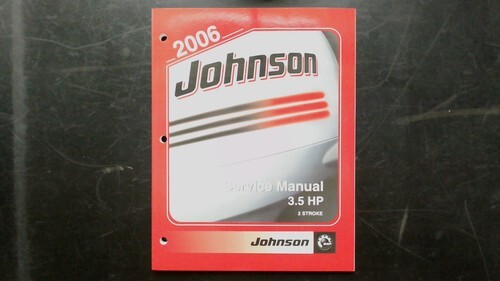 2006
Johnson
Service Manual
3.5 HP
2 STROKE
Johnson